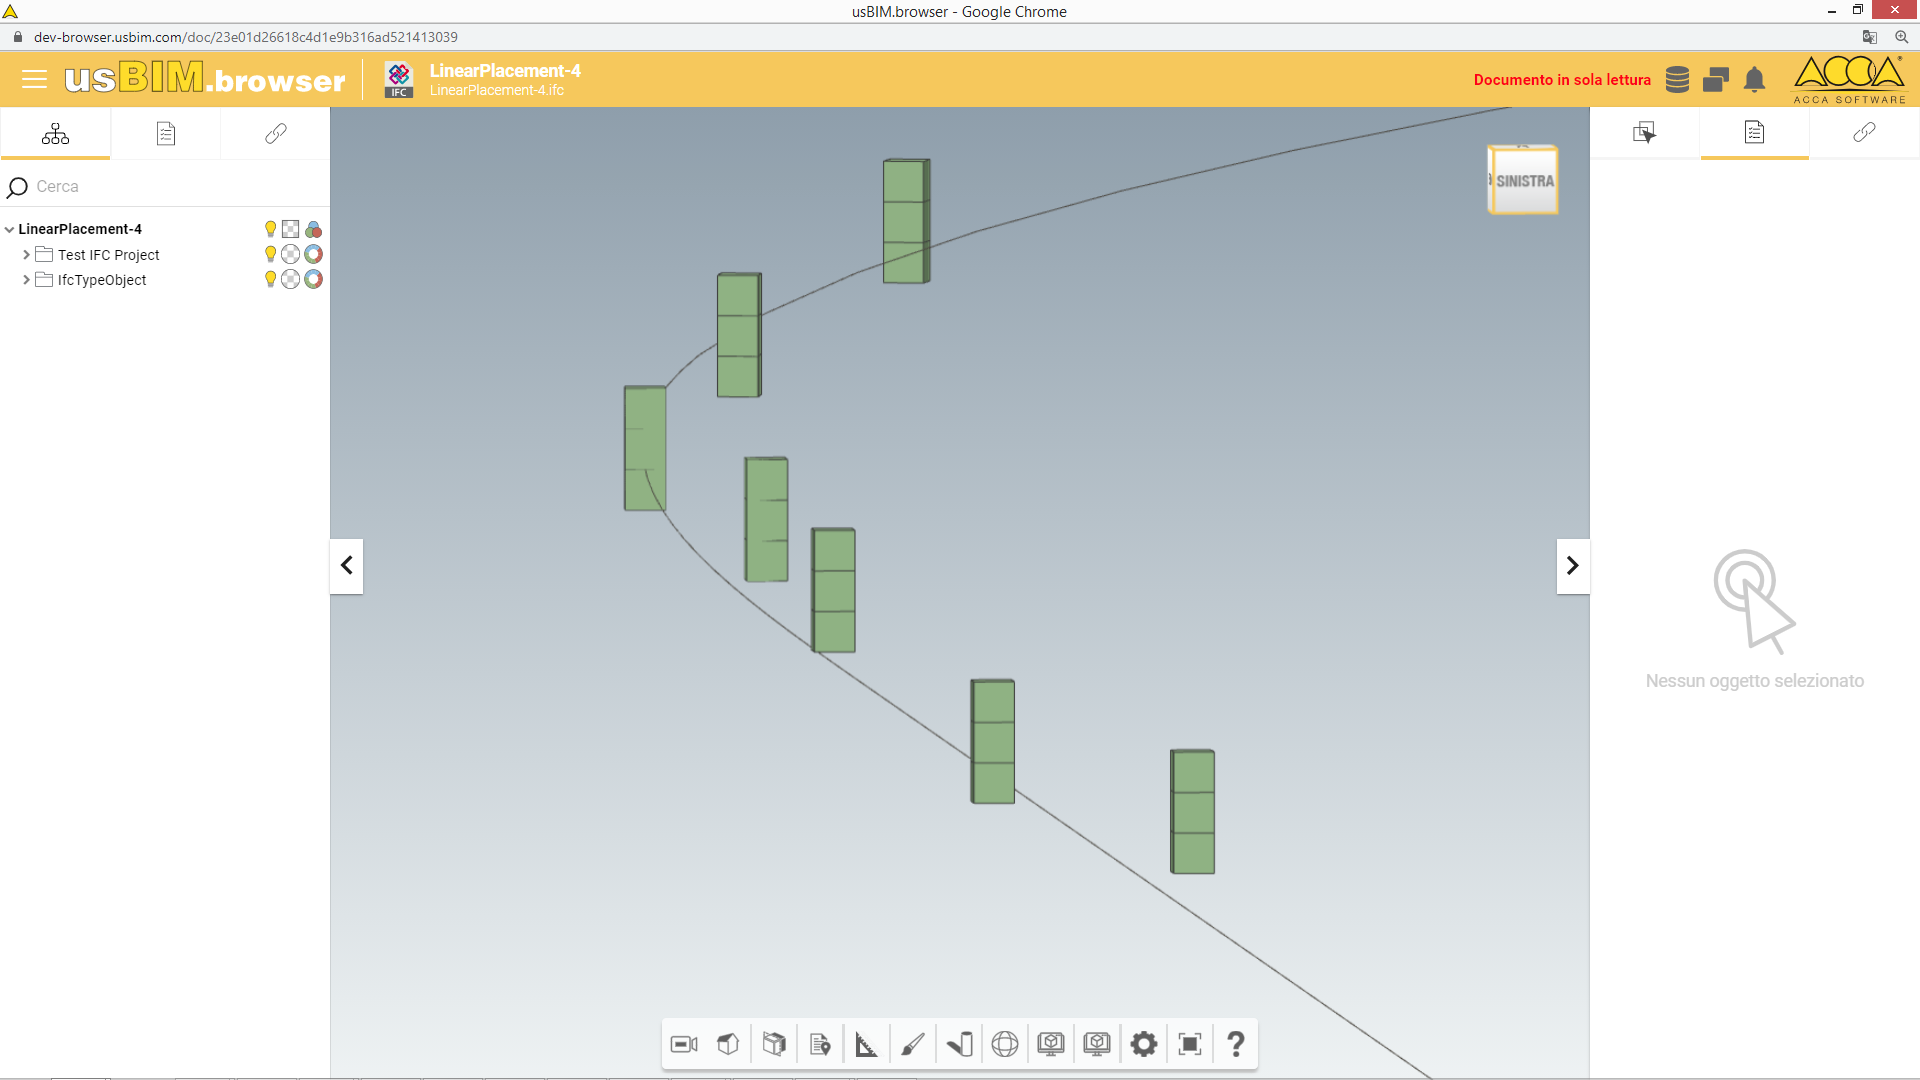 usBIM.browser - Google Chrome
dev-browser.usbim.com/doc/23e01d26618c4d1e9b316ad521413039
usBIM.browser
IFC
LinearPlacement-4
LinearPlacement-4.ifc
Documento in sola lettura
ACCA
ACCA SOFTWARE
Cerca
LinearPlacement-4
Test IFC Project
IfcTypeObject
SINISTRA
Nessun oggetto selezionato
?